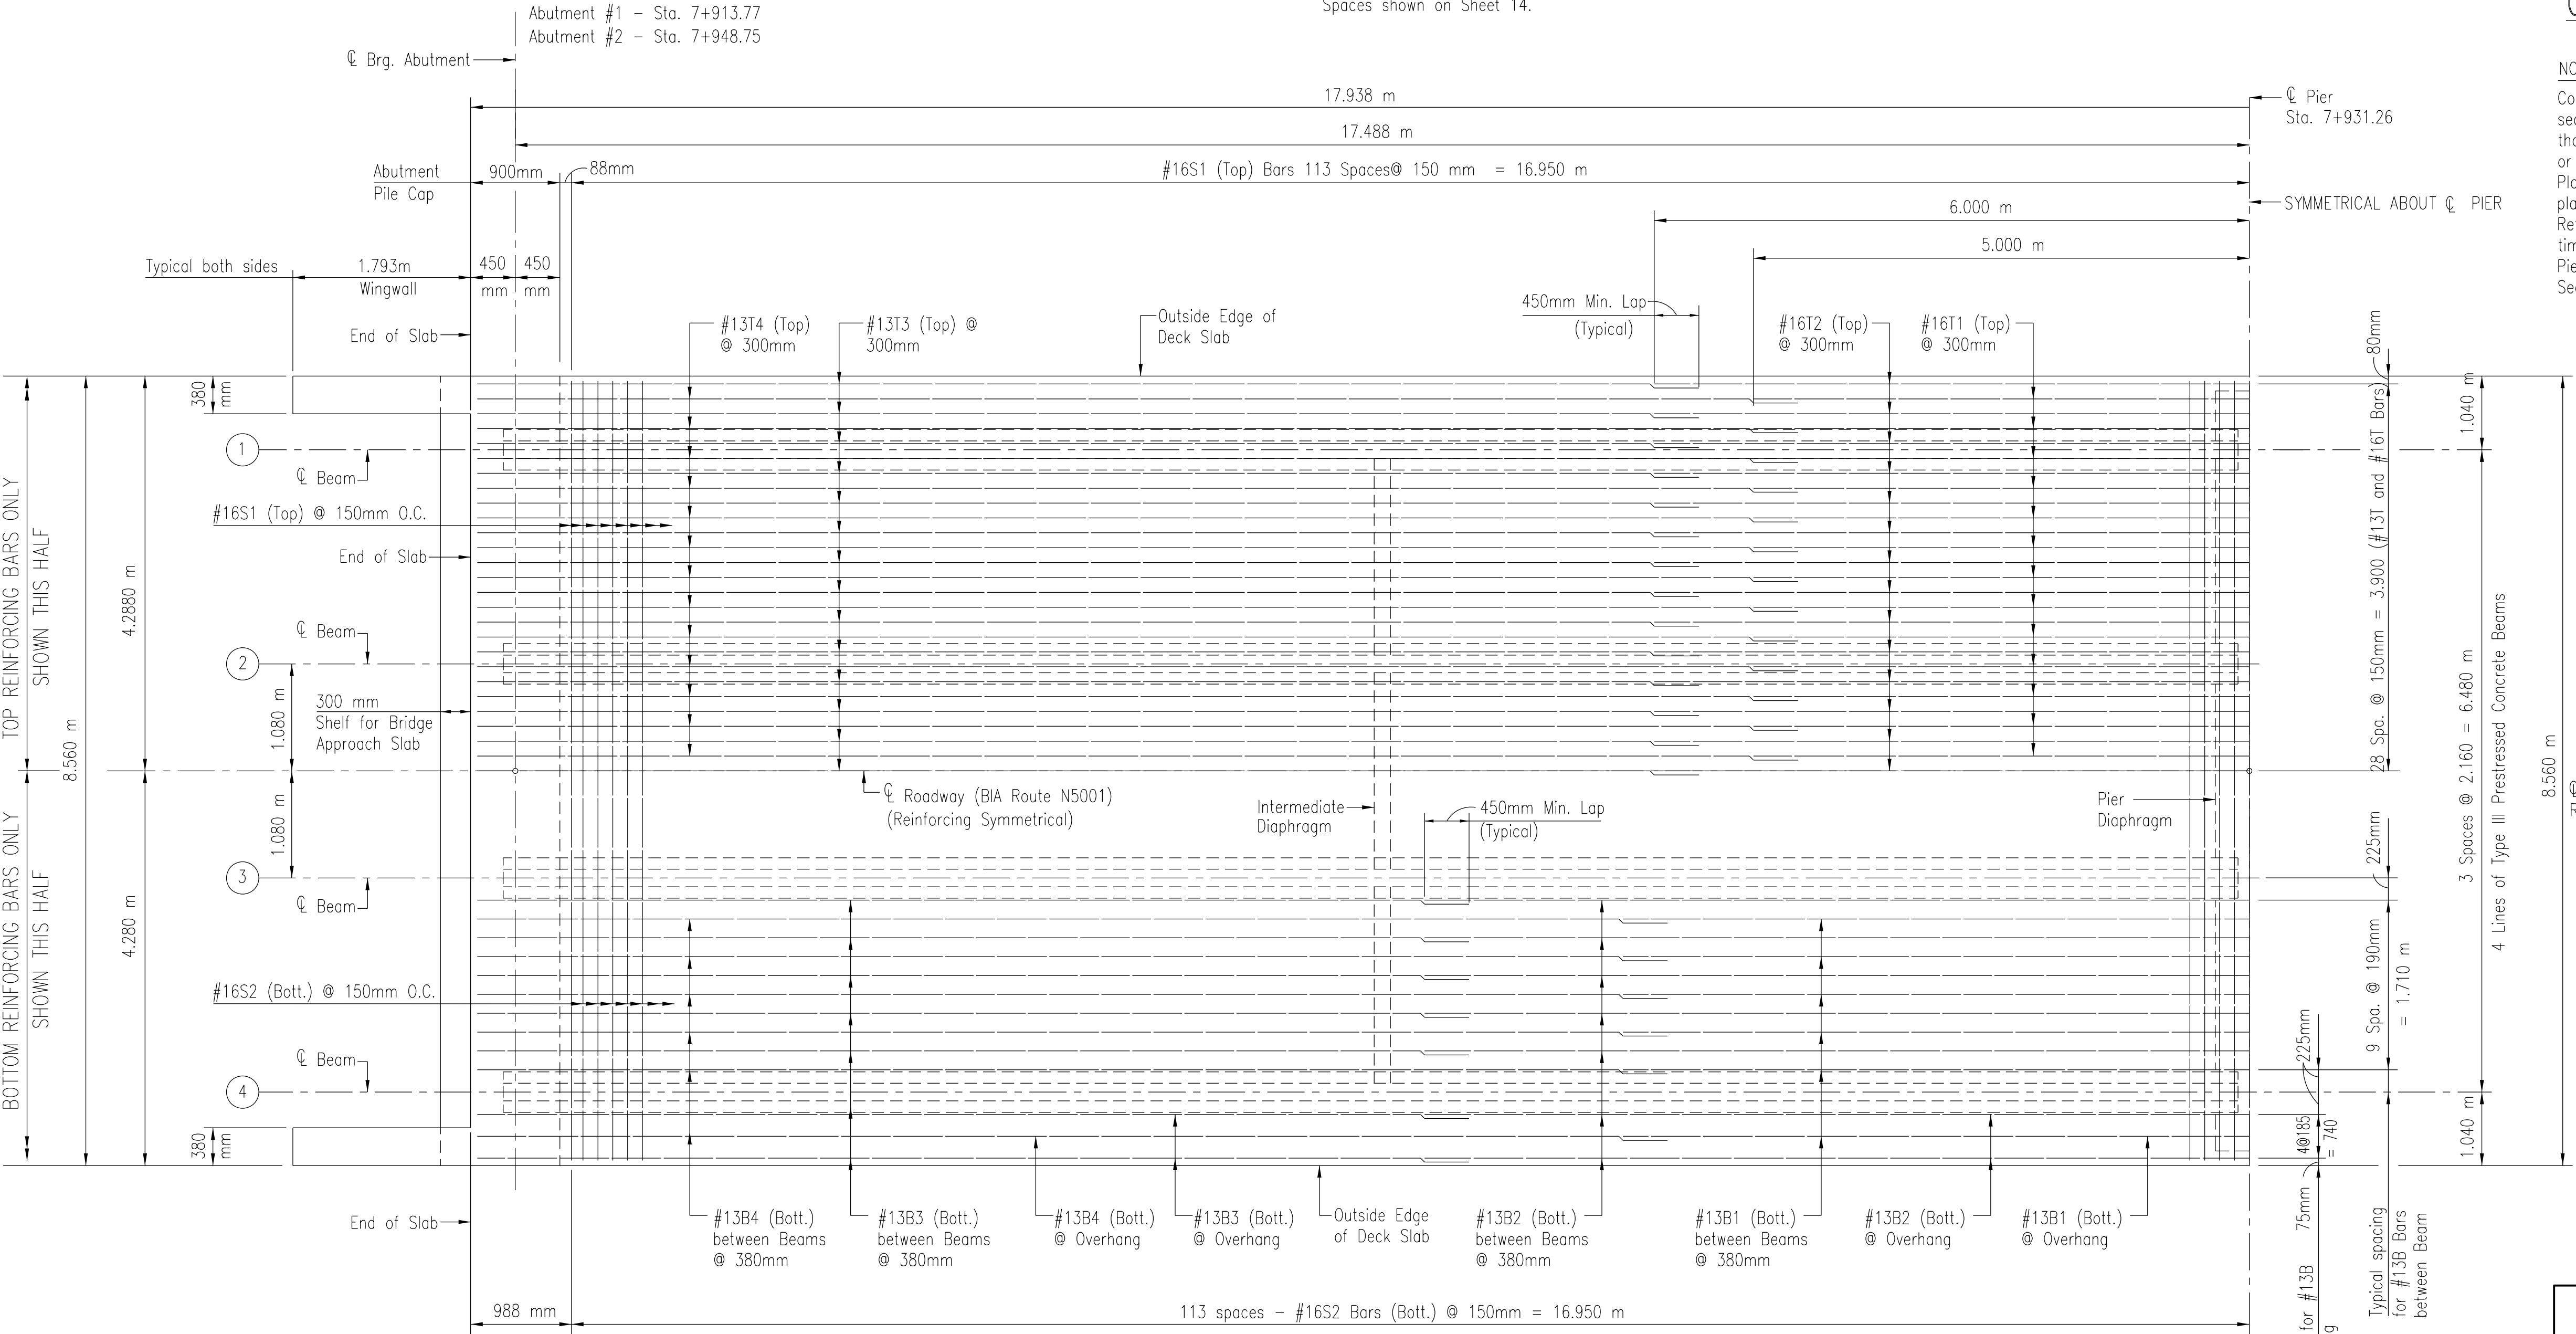 Abutment #1 - Sta. 7+913.77
Abutment #2 - Sta. 7+948.75
Spaces shown on Sheet 14.
℄ Brg. Abutment
17.938 m
℄ Pier
Sta. 7+931.26
17.488 m
Abutment
Pile Cap
900mm
88mm
#16S1 (Top) Bars 113 Spaces@ 150 mm = 16.950 m
SYMMETRICAL ABOUT ℄ PIER
6.000 m
5.000 m
Typical both sides
1.793m
Wingwall
450
mm
450
mm
End of Slab
#13T4 (Top)
@ 300mm
#13T3 (Top) @
300mm
Outside Edge of
Deck Slab
450mm Min. Lap
(Typical)
#16T2 (Top)
@ 300mm
#16T1 (Top)
@ 300mm
80mm
380
mm
1
℄ Beam
#16S1 (Top) @ 150mm O.C.
End of Slab
TOP REINFORCING BARS ONLY
SHOWN THIS HALF
8.560 m
4.2880 m
℄ Beam
2
1.080 m
300 mm
Shelf for Bridge
Approach Slab
28 Spa. @ 150mm = 3.900 (#13T and #16T Bars)
1.040 m
3 Spaces @ 2.160 = 6.480 m
4 Lines of Type III Prestressed Concrete Beams
8.560 m
℄ Roadway (BIA Route N5001)
(Reinforcing Symmetrical)
Intermediate
Diaphragm
450mm Min. Lap
(Typical)
Pier
Diaphragm
1.080 m
225mm
3
℄ Beam
BOTTOM REINFORCING BARS ONLY
SHOWN THIS HALF
4.280 m
#16S2 (Bott.) @ 150mm O.C.
9 Spa. @ 190mm
= 1.710 m
℄ Beam
4
225mm
380
mm
4@185
= 740
1.040 m
75mm
End of Slab
#13B4 (Bott.)
between Beams
@ 380mm
#13B3 (Bott.)
between Beams
@ 380mm
#13B4 (Bott.)
@ Overhang
#13B3 (Bott.)
@ Overhang
Outside Edge
of Deck Slab
#13B2 (Bott.)
between Beams
@ 380mm
#13B1 (Bott.)
between Beams
@ 380mm
#13B2 (Bott.)
@ Overhang
#13B1 (Bott.)
@ Overhang
for #13B
Typical spacing
for #13B Bars
between Beam
988 mm
113 spaces - #16S2 Bars (Bott.) @ 150mm = 16.950 m